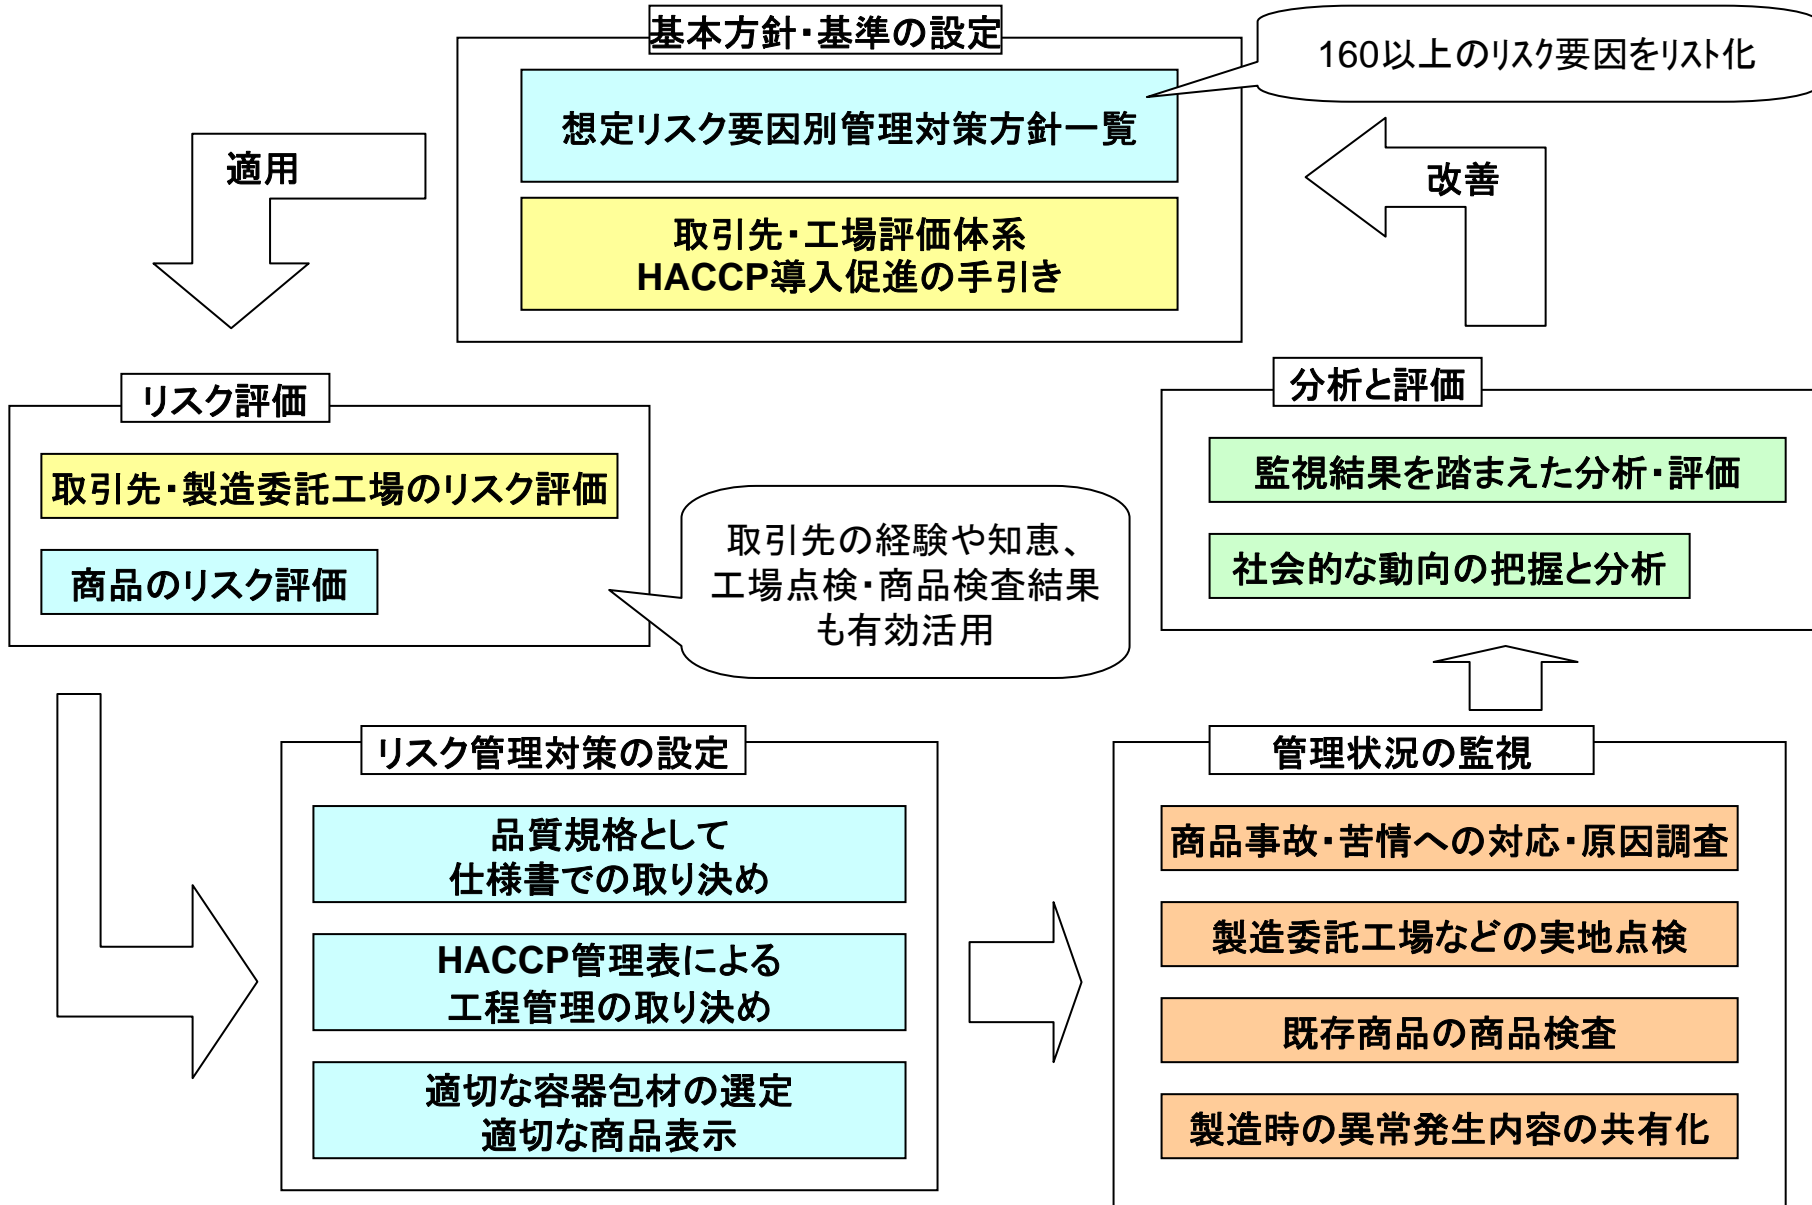 基本方針・基準の設定
160以上のリスク要因をリスト化
想定リスク要因別管理対策方針一覧
適用
改善
取引先・工場評価体系
HACCP導入促進の手引き
リスク評価
取引先・製造委託工場のリスク評価
商品のリスク評価
取引先の経験や知恵、
工場点検・商品検査結果
も有効活用
分析と評価
監視結果を踏まえた分析・評価
社会的な動向の把握と分析
リスク管理対策の設定
品質規格として
仕様書での取り決め
HACCP管理表による
工程管理の取り決め
適切な容器包材の選定
適切な商品表示
管理状況の監視
商品事故・苦情への対応・原因調査
製造委託工場などの実地点検
既存商品の商品検査
製造時の異常発生内容の共有化